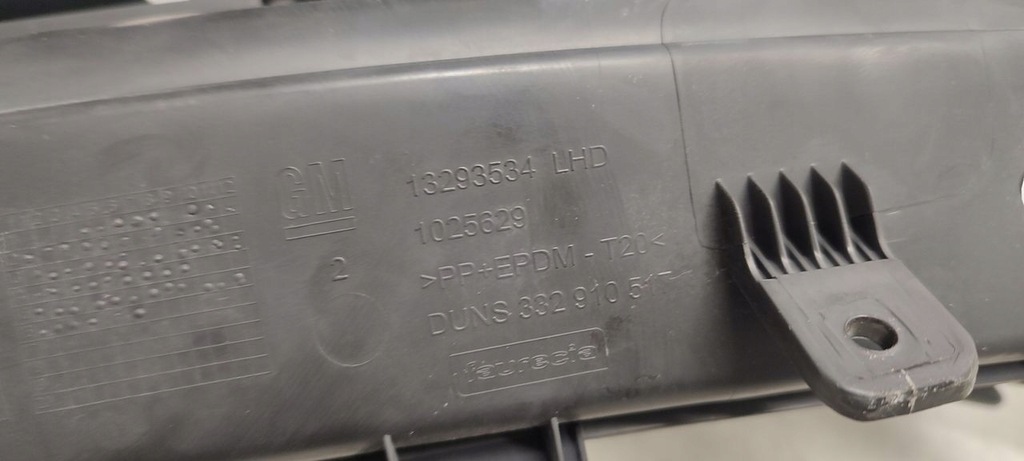 GM
2
13293534 LHD
1025629
>PP+EPDM - T20<
DUNS 332 910 517
faurecia